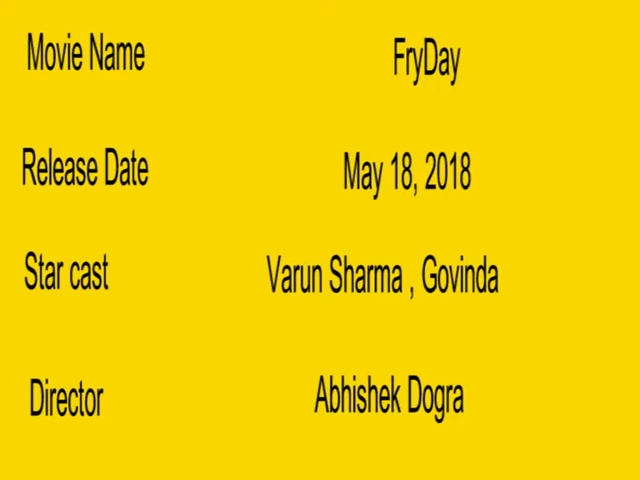 Movie Name FryDay
Release Date May 18, 2018
Star cast Varun Sharma , Govinda
Director Abhishek Dogra